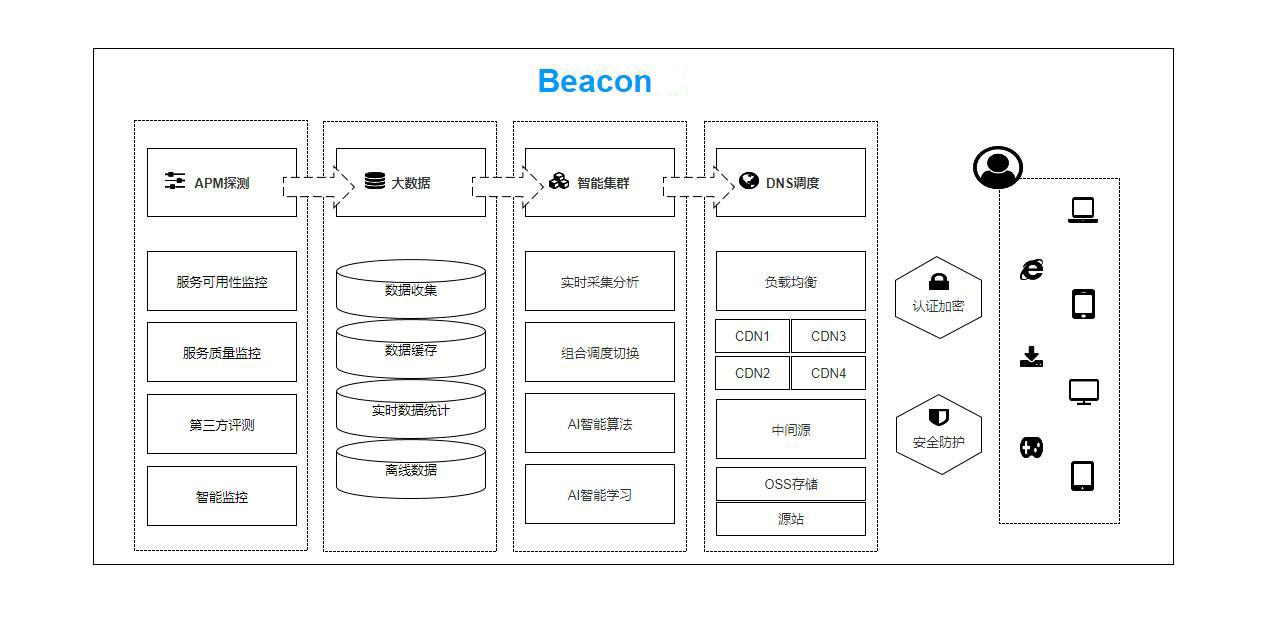 Beacon
APM探测
服务可用性监控
服务质量监控
第三方评测
智能监控
大数据
数据收集
数据缓存
实时数据统计
离线数据
智能集群
实时采集分析
组合调度切换
AI智能算法
AI智能学习
DNS调度
负载均衡
CDN1
CDN3
CDN2
CDN4
中间源
OSS存储
源站
认证加密
安全防护